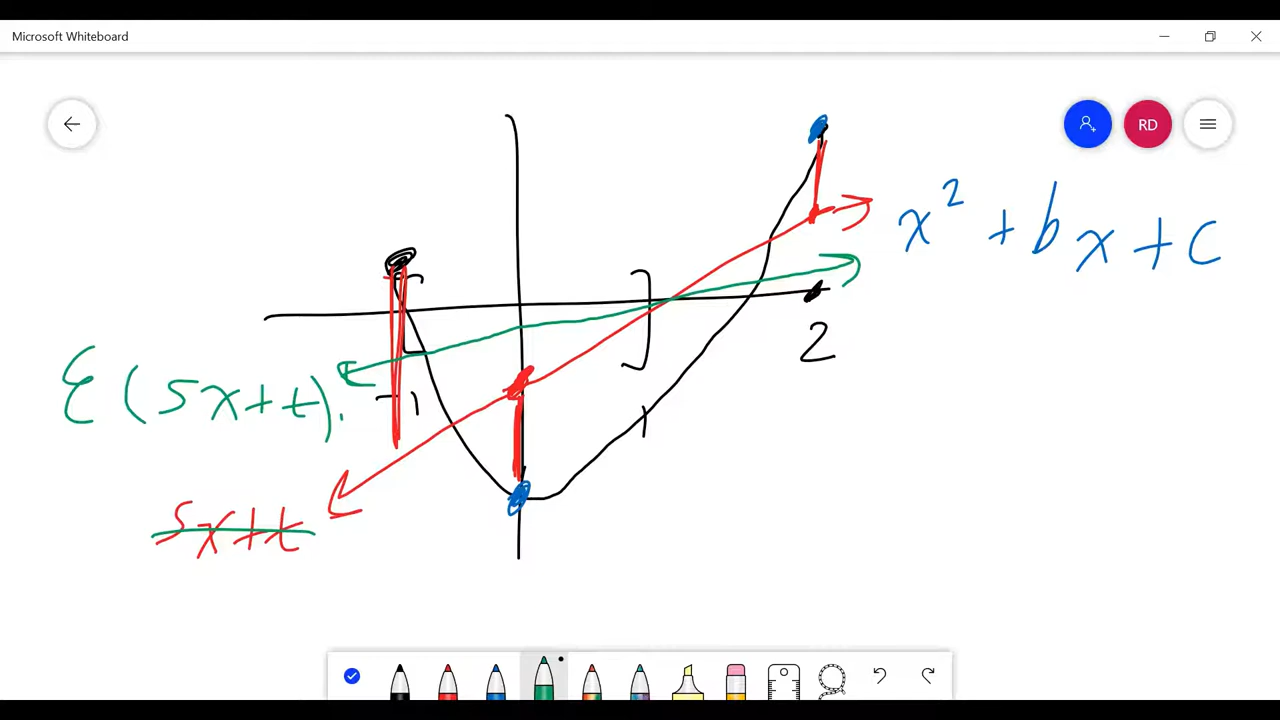 Microsoft Whiteboard
RD
x² + bx + c
2
-1
1
ε(5x+t).
5x+t